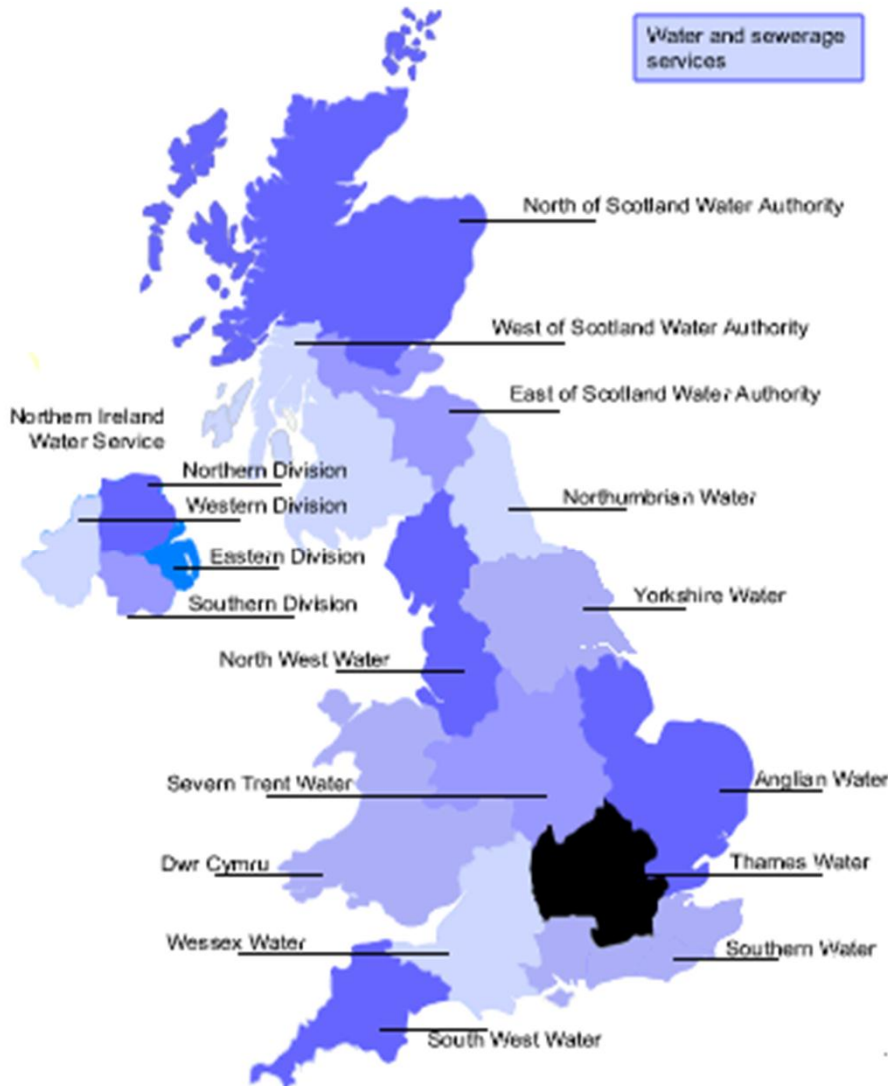 Water and sewerage
services
North of Scotland Water Authority
West of Scotland Water Authority
East of Scotland Water Authority
Northern Ireland
Water Service
Northern Division
Western Division
Northumbrian Water
Eastern Division
Southern Division
Yorkshire Water
North West Water
Severn Trent Water
Anglian Water
Dwr Cymru
Thames Water
Wessex Water
Southern Water
South West Water